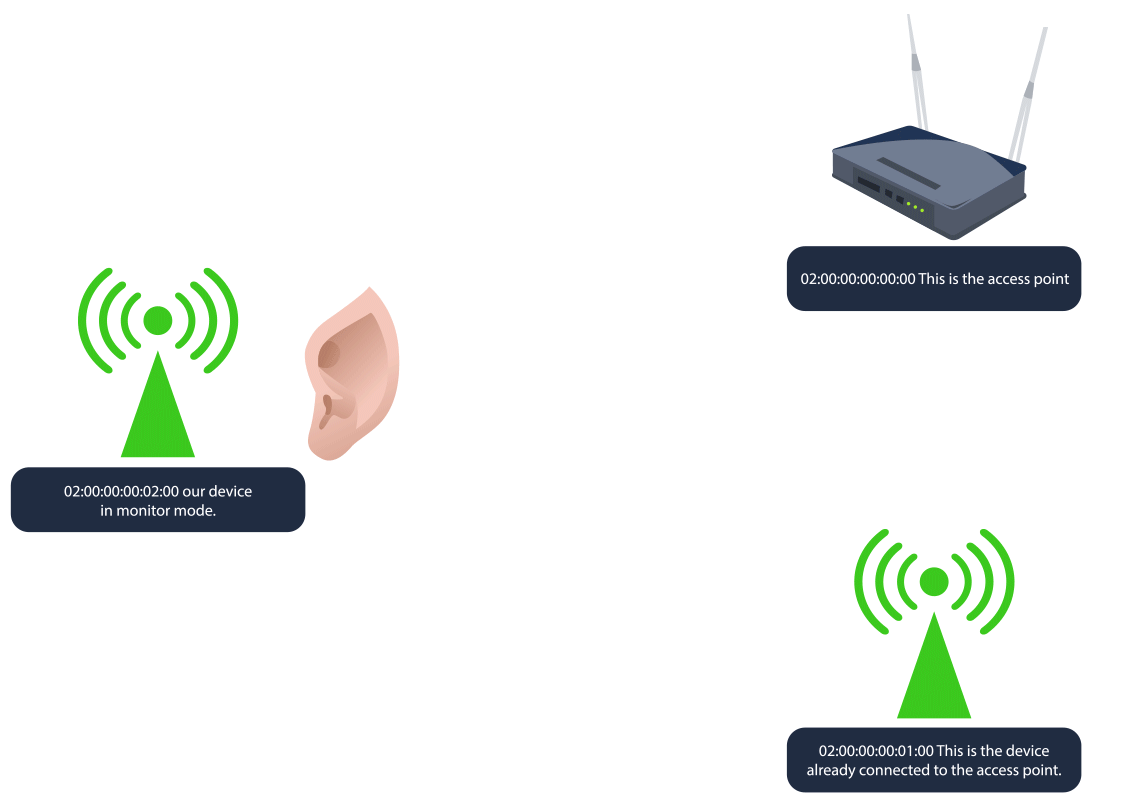 02:00:00:00:00:00 This is the access point
02:00:00:00:02:00 our device
in monitor mode.
02:00:00:00:01:00 This is the device
already connected to the access point.